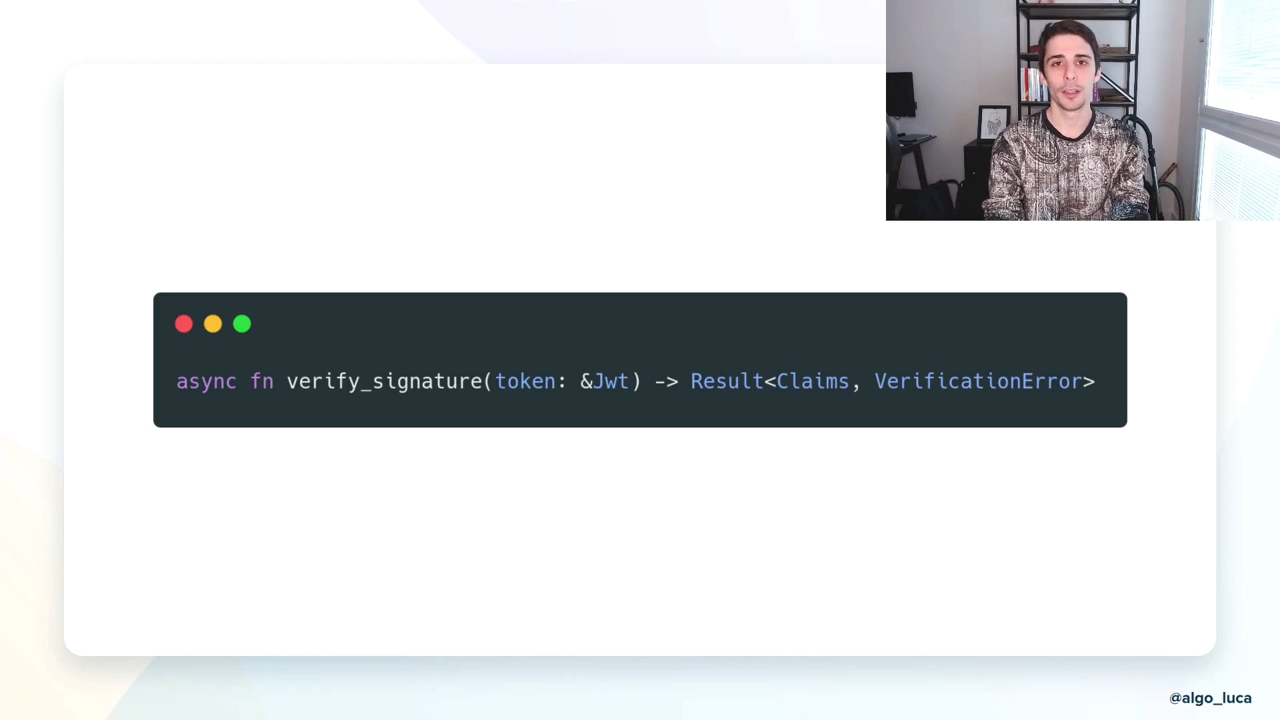 async fn verify_signature(token: &Jwt) -> Result<Claims, VerificationError>
@algo_luca